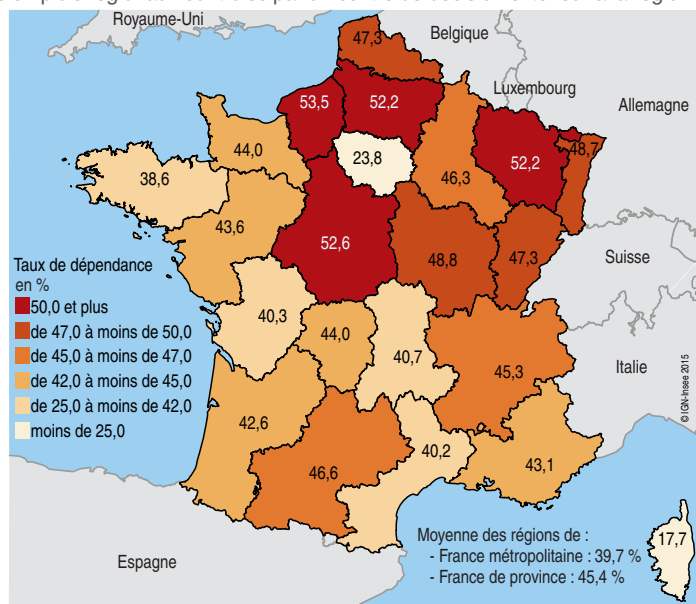 Royaume-Uni
Belgique
Luxembourg
Allemagne
47,3
53,5
52,2
52,2
48,7
44,0
23,8
46,3
38,6
43,6
52,6
48,8
47,3
Suisse
Taux de dépendance
en %
50,0 et plus
de 47,0 à moins de 50,0
de 45,0 à moins de 47,0
de 42,0 à moins de 45,0
de 25,0 à moins de 42,0
moins de 25,0
40,3
44,0
40,7
45,3
Italie
©IGN-Insee 2015
42,6
46,6
40,2
43,1
Moyenne des régions de :
- France métropolitaine : 39,7 %
- France de province : 45,4 %
17,7
Espagne